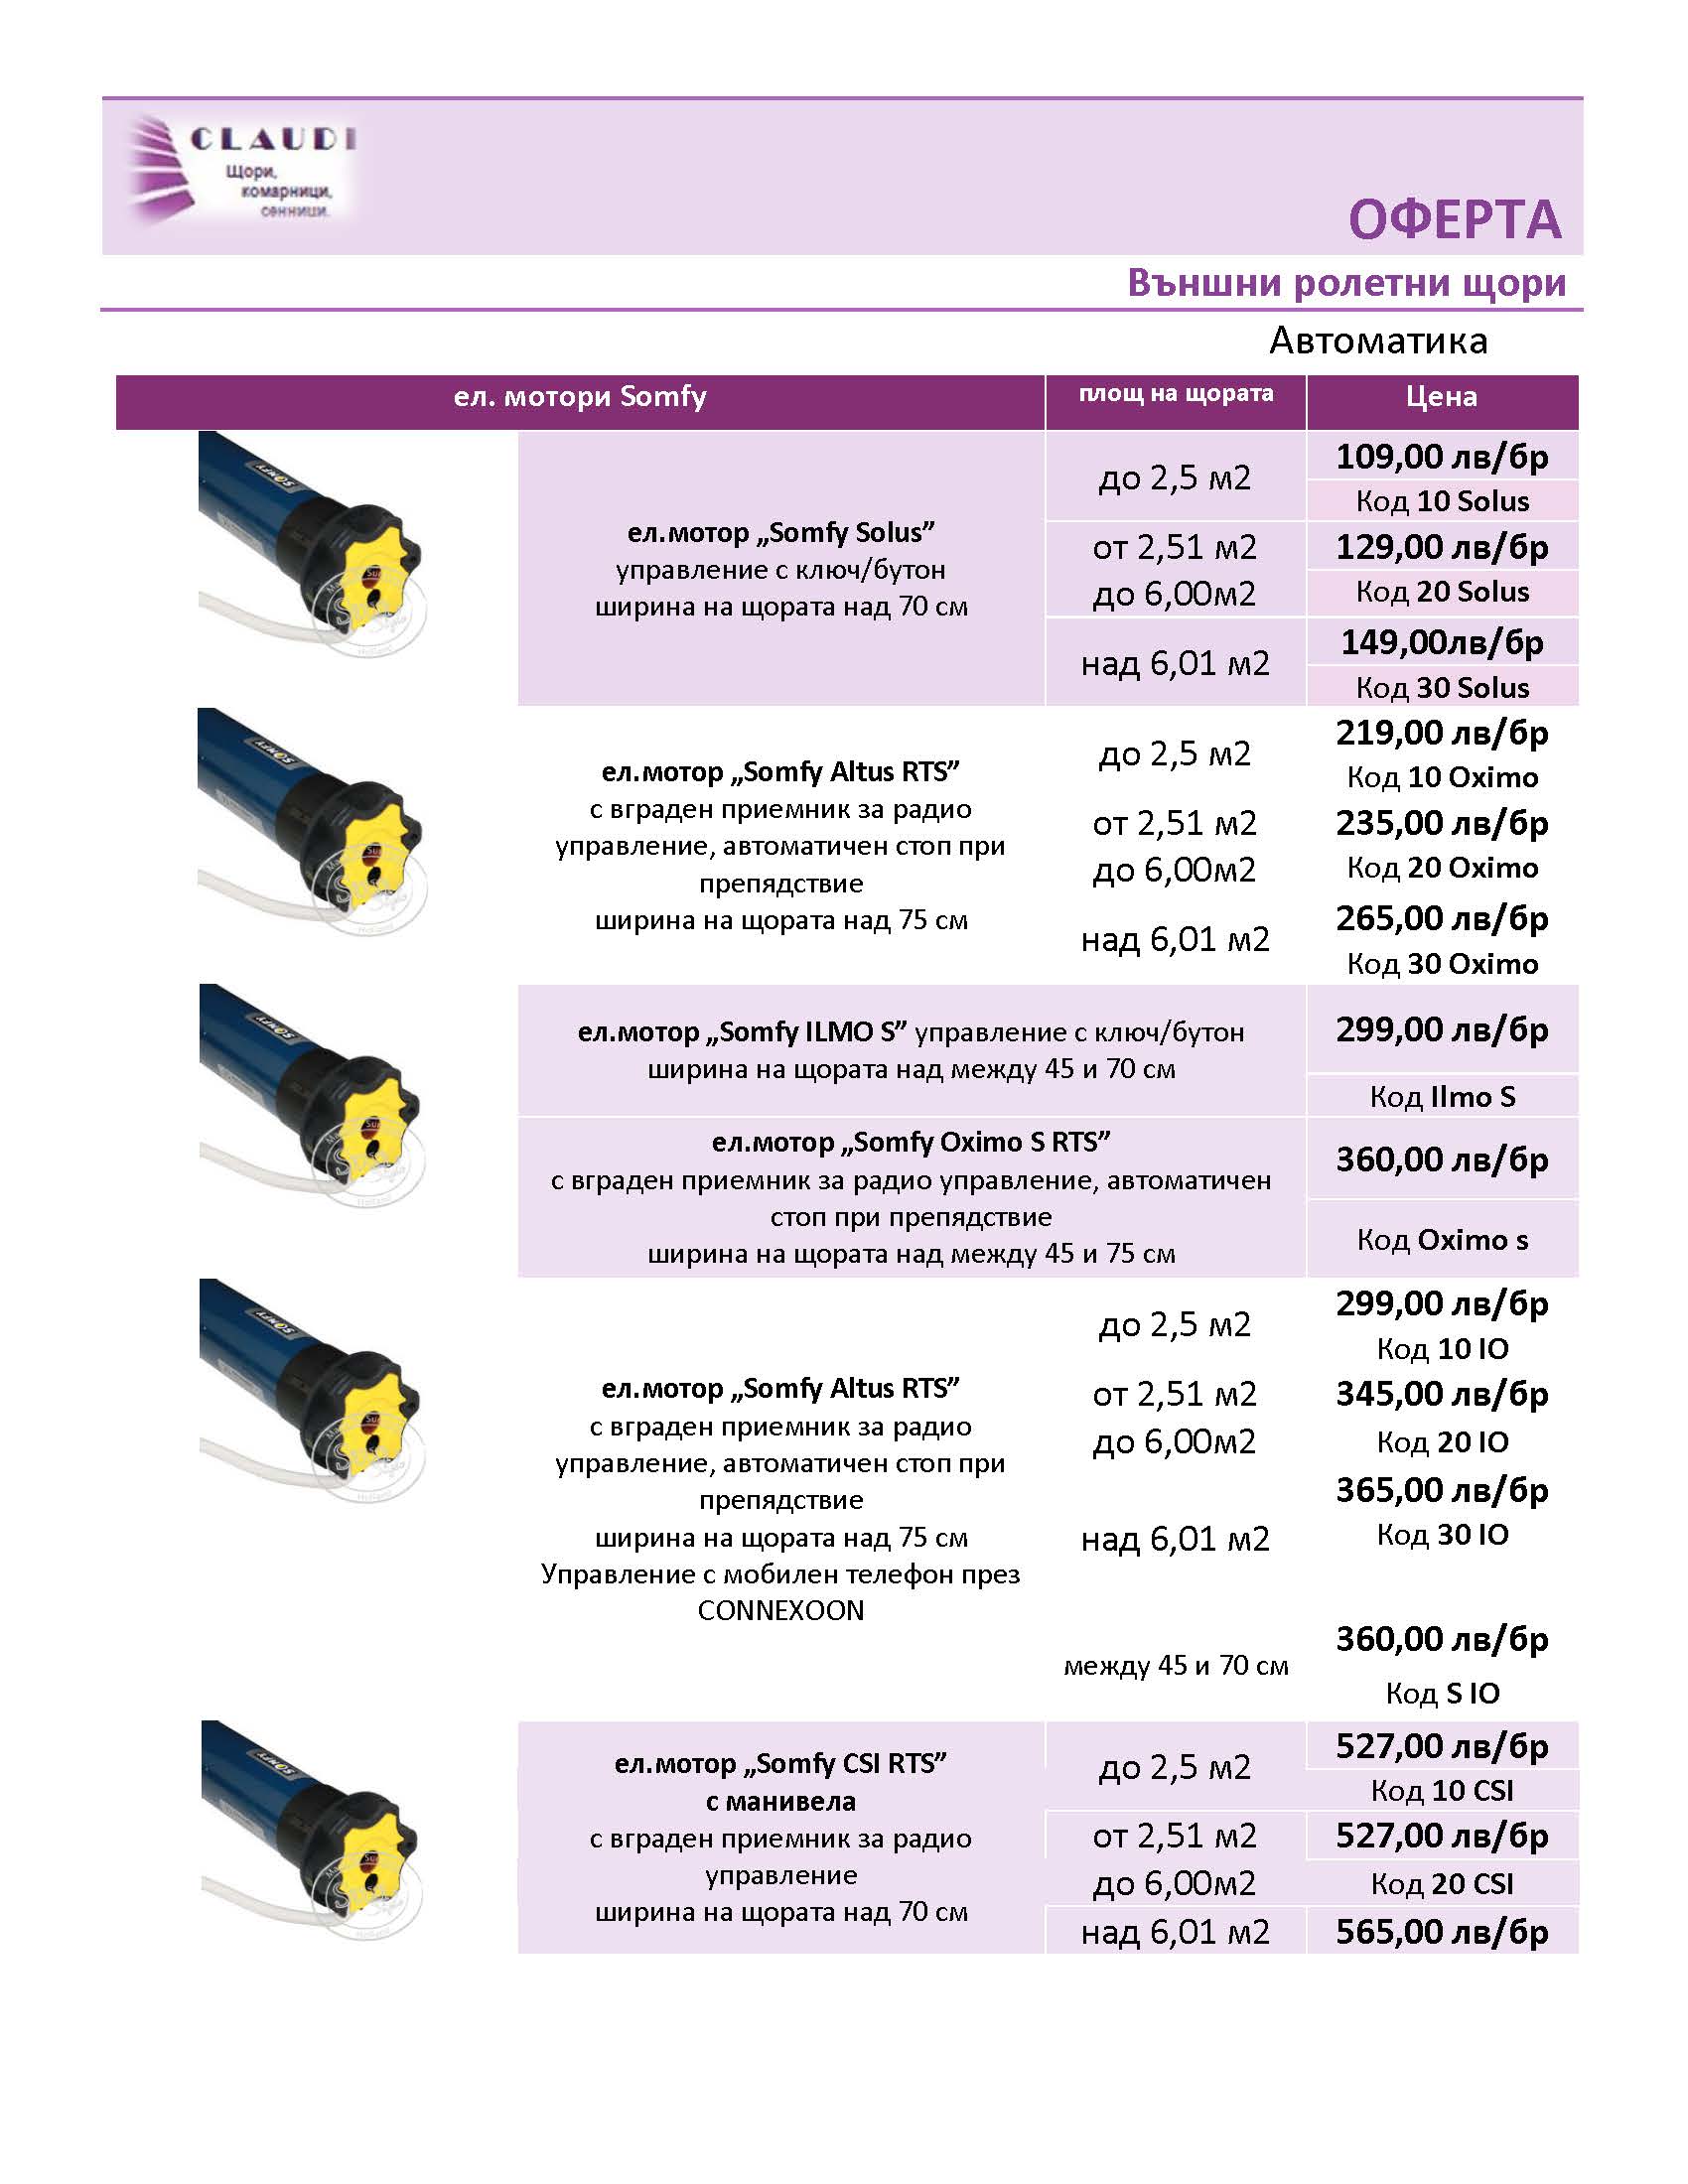 CLAUDI
Щори,
комарници,
сенници.
ОФЕРТА
Външни ролетни щори
Автоматика
ел. мотори Somfy
площ на щората
Цена
ел.мотор „Somfy Solus”
управление с ключ/бутон
ширина на щората над 70 см
до 2,5 м2
109,00 лв/бр
Код 10 Solus
от 2,51 м2
до 6,00м2
129,00 лв/бр
Код 20 Solus
над 6,01 м2
149,00лв/бр
Код 30 Solus
ел.мотор „Somfy Altus RTS”
с вграден приемник за радио
управление, автоматичен стоп при
препядствие
ширина на щората над 75 см
до 2,5 м2
219,00 лв/бр
Код 10 Oximo
от 2,51 м2
до 6,00м2
235,00 лв/бр
Код 20 Oximo
над 6,01 м2
265,00 лв/бр
Код 30 Oximo
ел.мотор „Somfy ILMO S” управление с ключ/бутон
ширина на щората над между 45 и 70 см
299,00 лв/бр
Код Ilmo S
ел.мотор „Somfy Oximo S RTS”
с вграден приемник за радио управление, автоматичен
стоп при препядствие
ширина на щората над между 45 и 75 см
360,00 лв/бр
Код Oximo s
ел.мотор „Somfy Altus RTS”
с вграден приемник за радио
управление, автоматичен стоп при
препядствие
ширина на щората над 75 см
Управление с мобилен телефон през
CONNEXOON
до 2,5 м2
299,00 лв/бр
Код 10 IO
от 2,51 м2
до 6,00м2
345,00 лв/бр
Код 20 IO
над 6,01 м2
365,00 лв/бр
Код 30 IO
между 45 и 70 см
360,00 лв/бр
Код S IO
ел.мотор „Somfy CSI RTS”
с манивела
с вграден приемник за радио
управление
ширина на щората над 70 см
до 2,5 м2
527,00 лв/бр
Код 10 CSI
от 2,51 м2
до 6,00м2
527,00 лв/бр
Код 20 CSI
над 6,01 м2
565,00 лв/бр